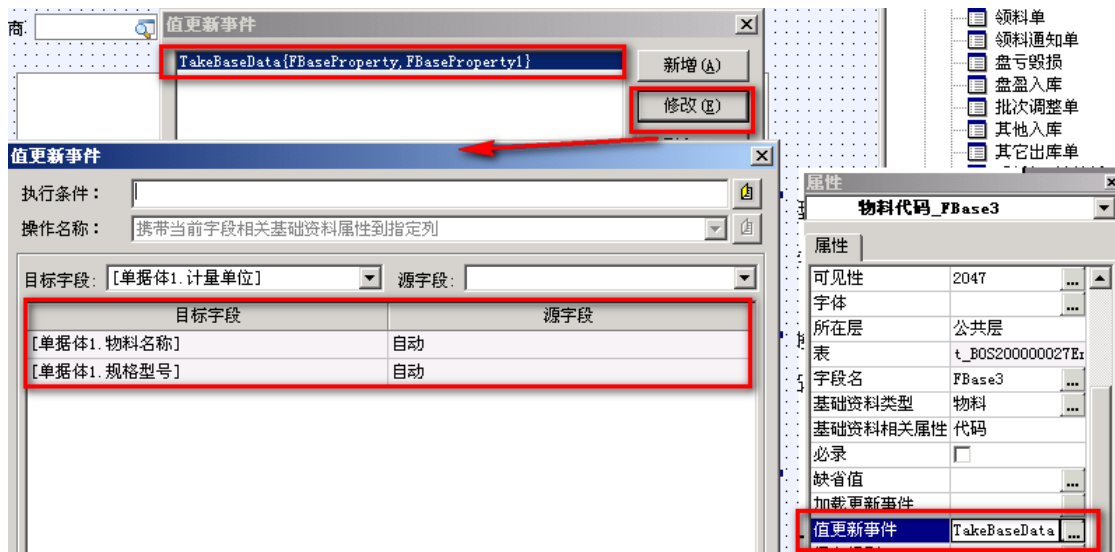 商:
值更新事件
TakeBaseData{FBaseProperty,FBaseProperty1}
新增(A)
修改(E)
领料单
领料通知单
盘亏毁损
盘盈入库
批次调整单
其他入库
其它出库单
值更新事件
执行条件：
操作名称：
携带当前字段相关基础资料属性到指定列
目标字段:
[单据体1.计量单位]
源字段:
目标字段 源字段
[单据体1.物料名称] 自动
[单据体1.规格型号] 自动
属性
物料代码_FBase3
属性
可见性 2047 ...
字体 ...
所在层 公共层
表 t_BOS200000027Er
字段名 FBase3 ...
基础资料类型 物料 ...
基础资料相关属性 代码
必录
缺省值 ...
加载更新事件
值更新事件 TakeBaseData ...